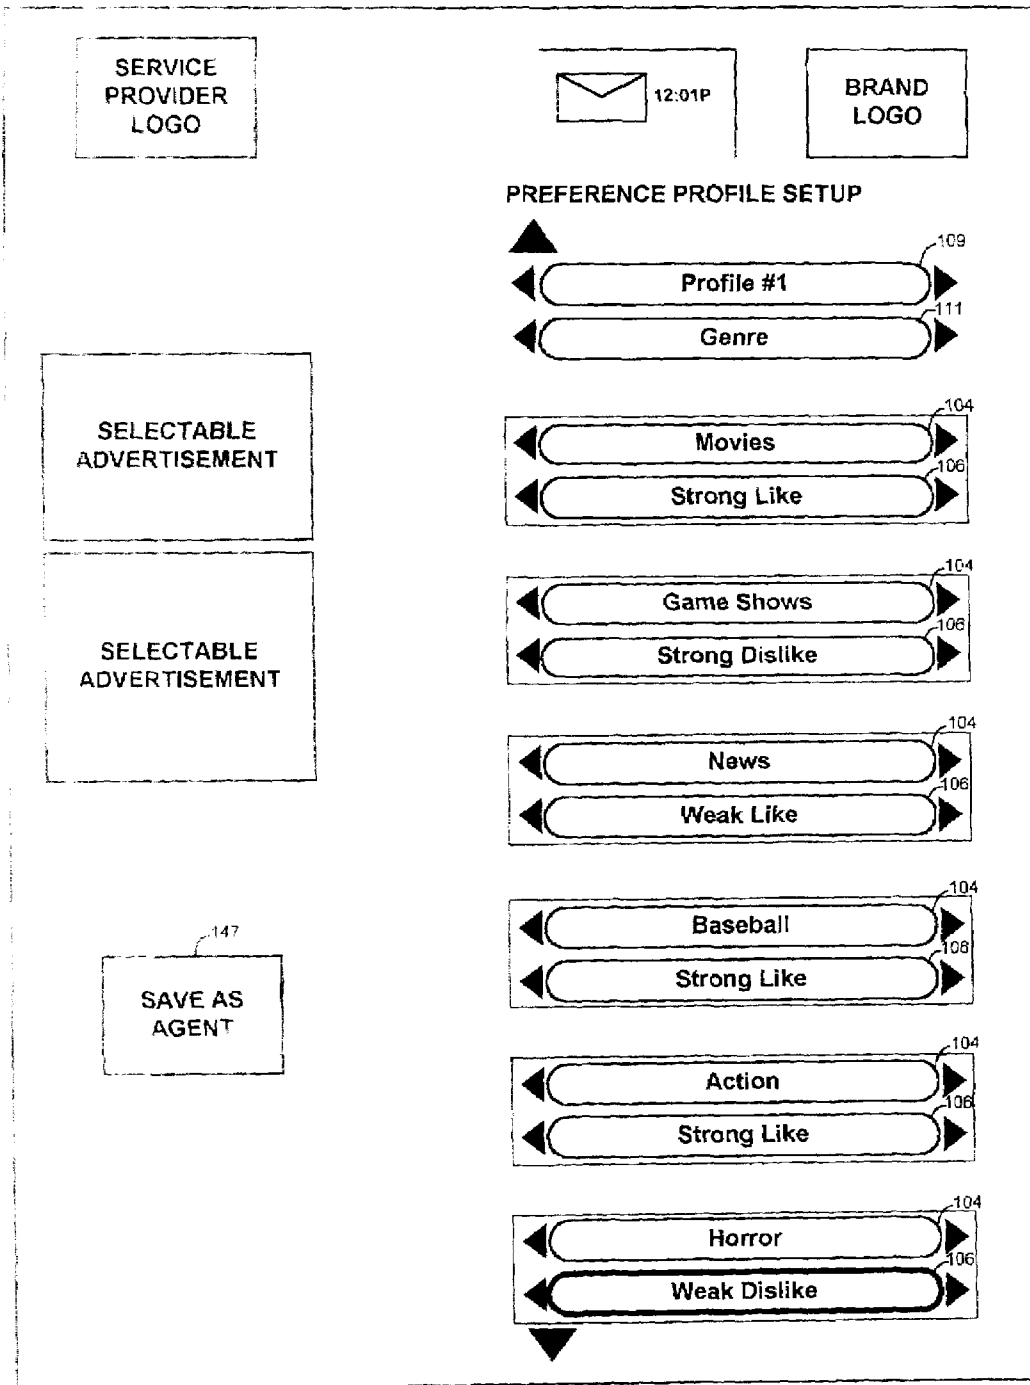 SERVICE
PROVIDER
LOGO
12:01P
BRAND
LOGO
PREFERENCE PROFILE SETUP
109
Profile #1
111
Genre
SELECTABLE
ADVERTISEMENT
104
Movies
106
Strong Like
SELECTABLE
ADVERTISEMENT
104
Game Shows
106
Strong Dislike
104
News
106
Weak Like
147
SAVE AS
AGENT
104
Baseball
106
Strong Like
104
Action
106
Strong Like
104
Horror
106
Weak Dislike